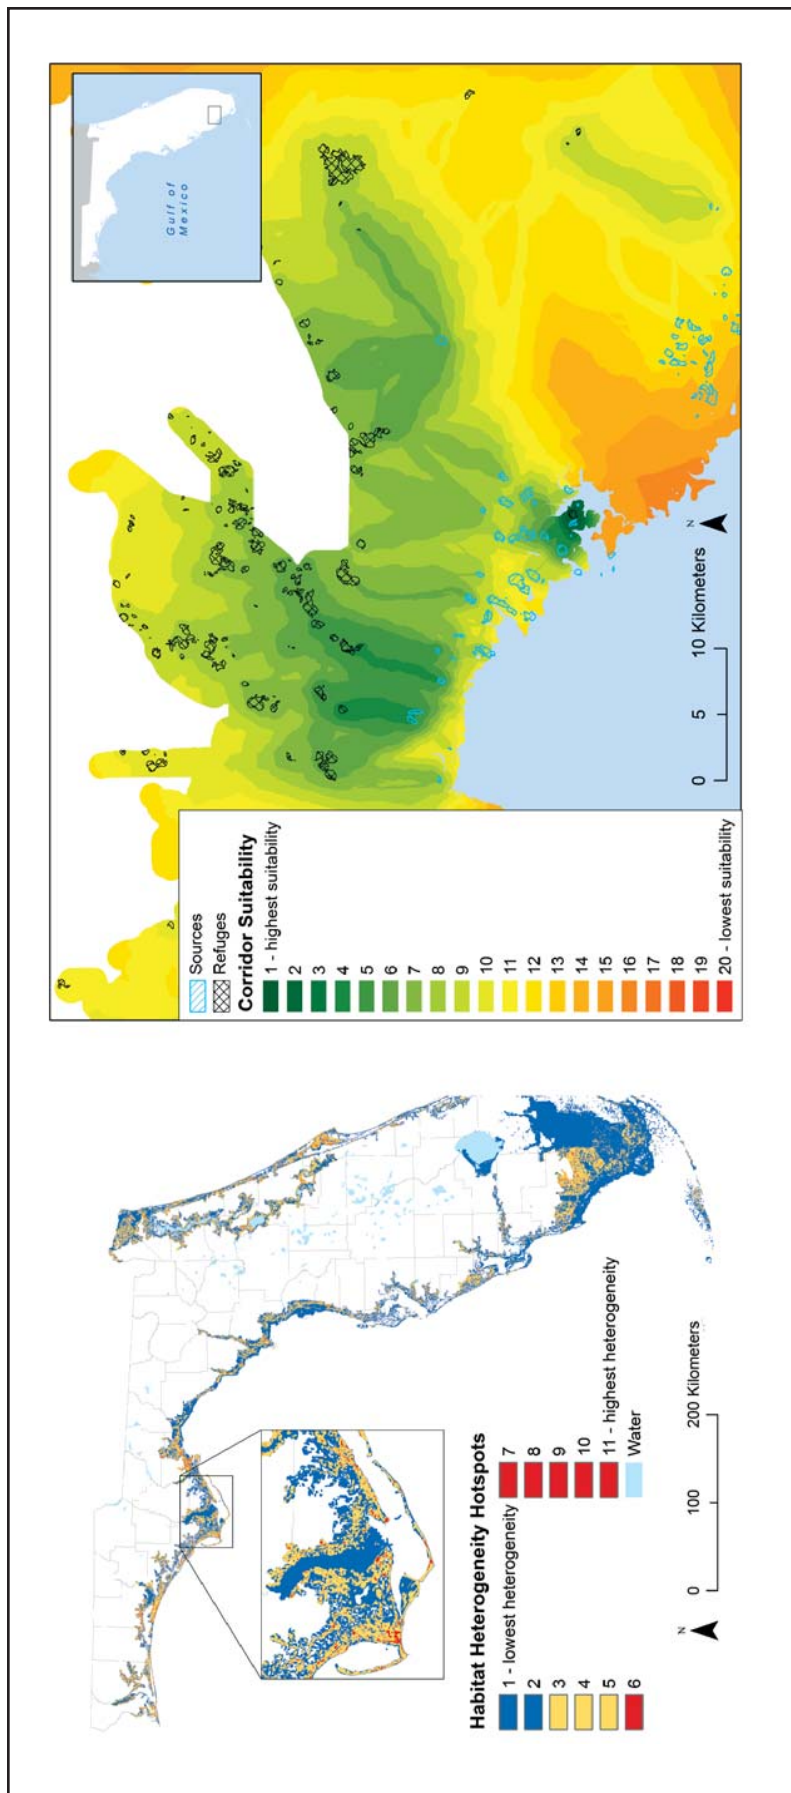 Habitat Heterogeneity Hotspots
1 - lowest heterogeneity
2
3
4
5
6
7
8
9
10
11 - highest heterogeneity
Water
N
0 100 200 Kilometers
Gulf of
Mexico
Sources
Refuges
Corridor Suitability
1 - highest suitability
2
3
4
5
6
7
8
9
10
11
12
13
14
15
16
17
18
19
20 - lowest suitability
N
0 5 10 Kilometers